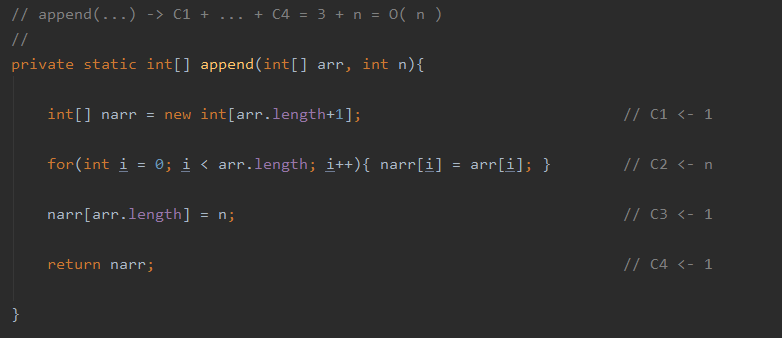 // append(...) -> C1 + ... + C4 = 3 + n = O( n )
//
private static int[] append(int[] arr, int n){
int[] narr = new int[arr.length+1]; // C1 <- 1
for(int i = 0; i < arr.length; i++){ narr[i] = arr[i]; } // C2 <- n
narr[arr.length] = n; // C3 <- 1
return narr; // C4 <- 1
}